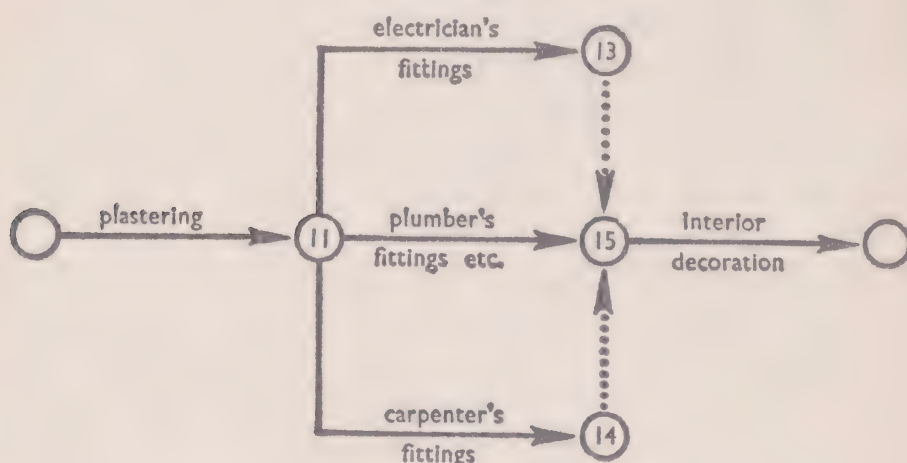 electrician's
fittings
13
plastering
11
plumber's
fittings etc.
15
interior
decoration
carpenter's
fittings
14